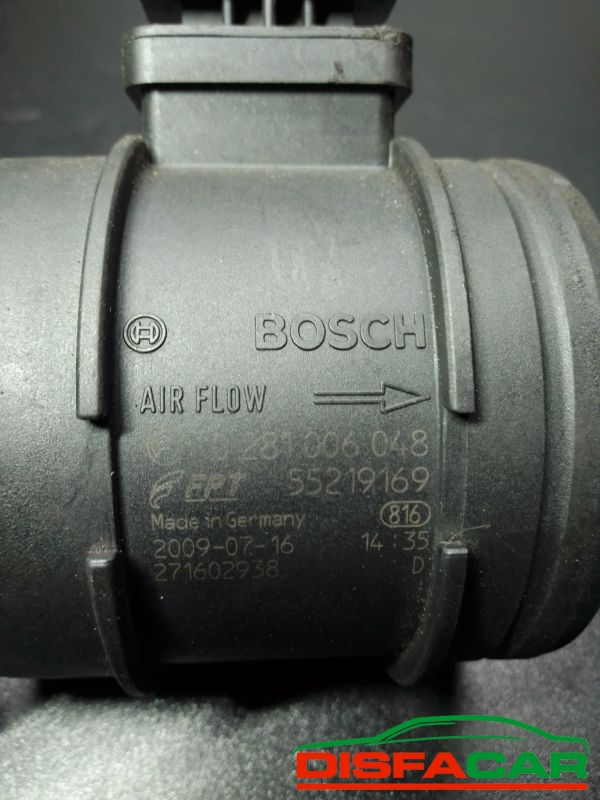 BOSCH
AIR FLOW
281 006 048
FPT 55219169
Made in Germany 816
2009-07-16 14:35
271602938 D
DISFACAR